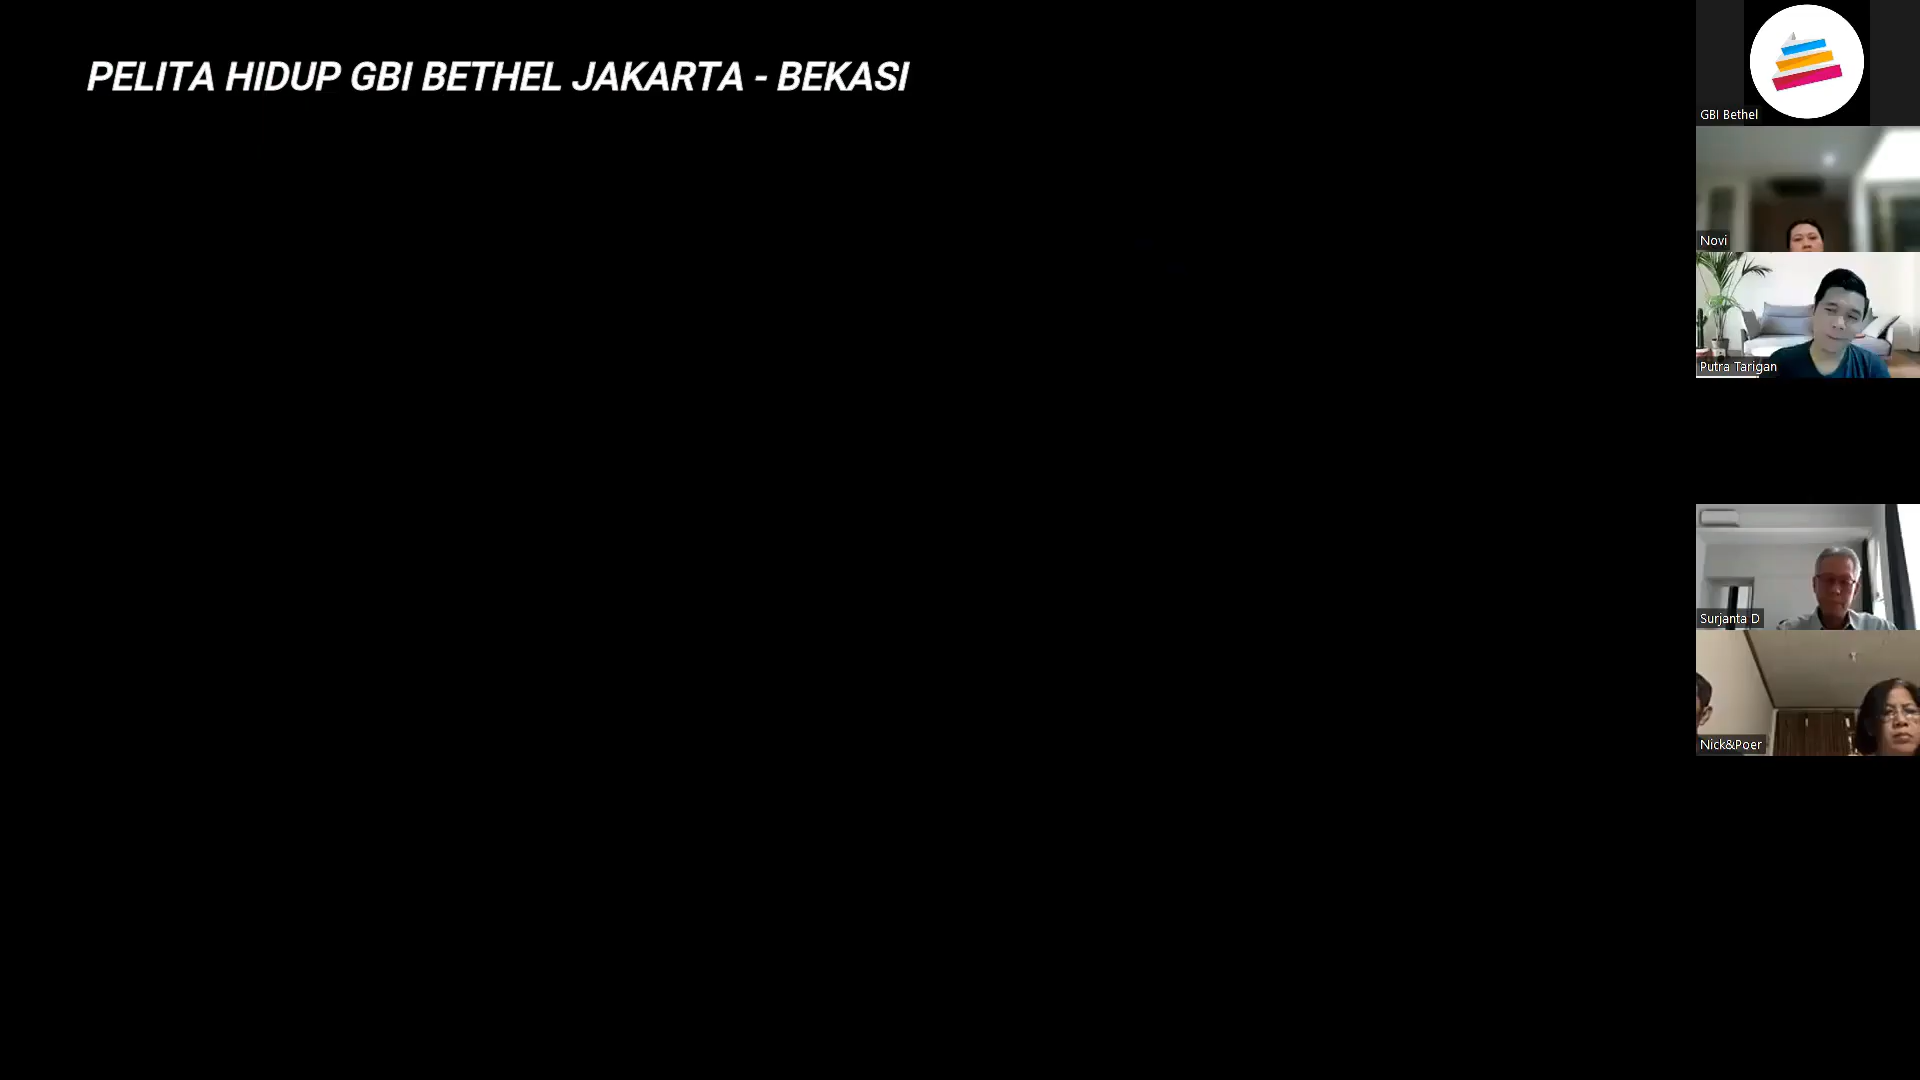 PELITA HIDUP GBI BETHEL JAKARTA - BEKASI
GBI Bethel
Novi
Putra Tarigan
Surjanta D
Nick&Poer